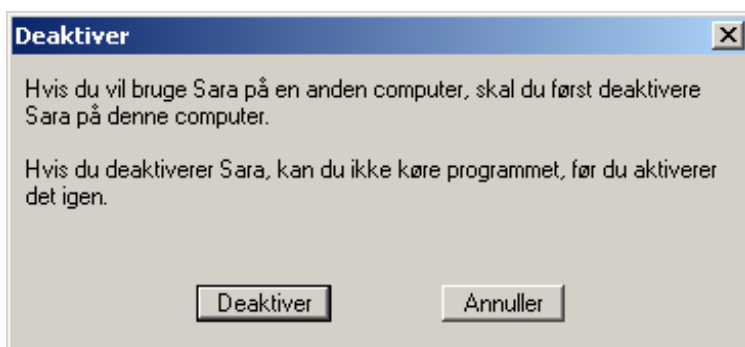 Deaktiver
Hvis du vil bruge Sara på en anden computer, skal du først deaktivere
Sara på denne computer.
Hvis du deaktiverer Sara, kan du ikke køre programmet, før du aktiverer
det igen.
Deaktiver
Annuller